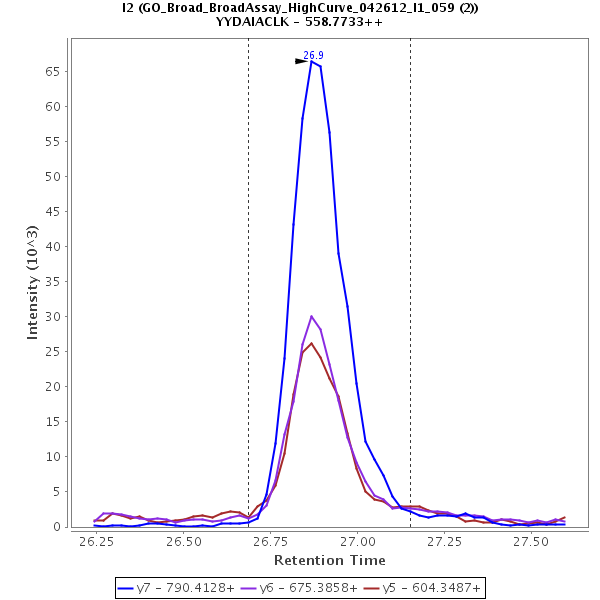 I2 (GO_Broad_BroadAssay_HighCurve_042612_I1_059 (2))
YYDAIACLK - 558.7733++
26.9
Intensity (10^3)
65
60
55
50
45
40
35
30
25
20
15
10
5
0
26.25 26.50 26.75 27.00 27.25 27.50
Retention Time
y7 - 790.4128+ y6 - 675.3858+ y5 - 604.3487+